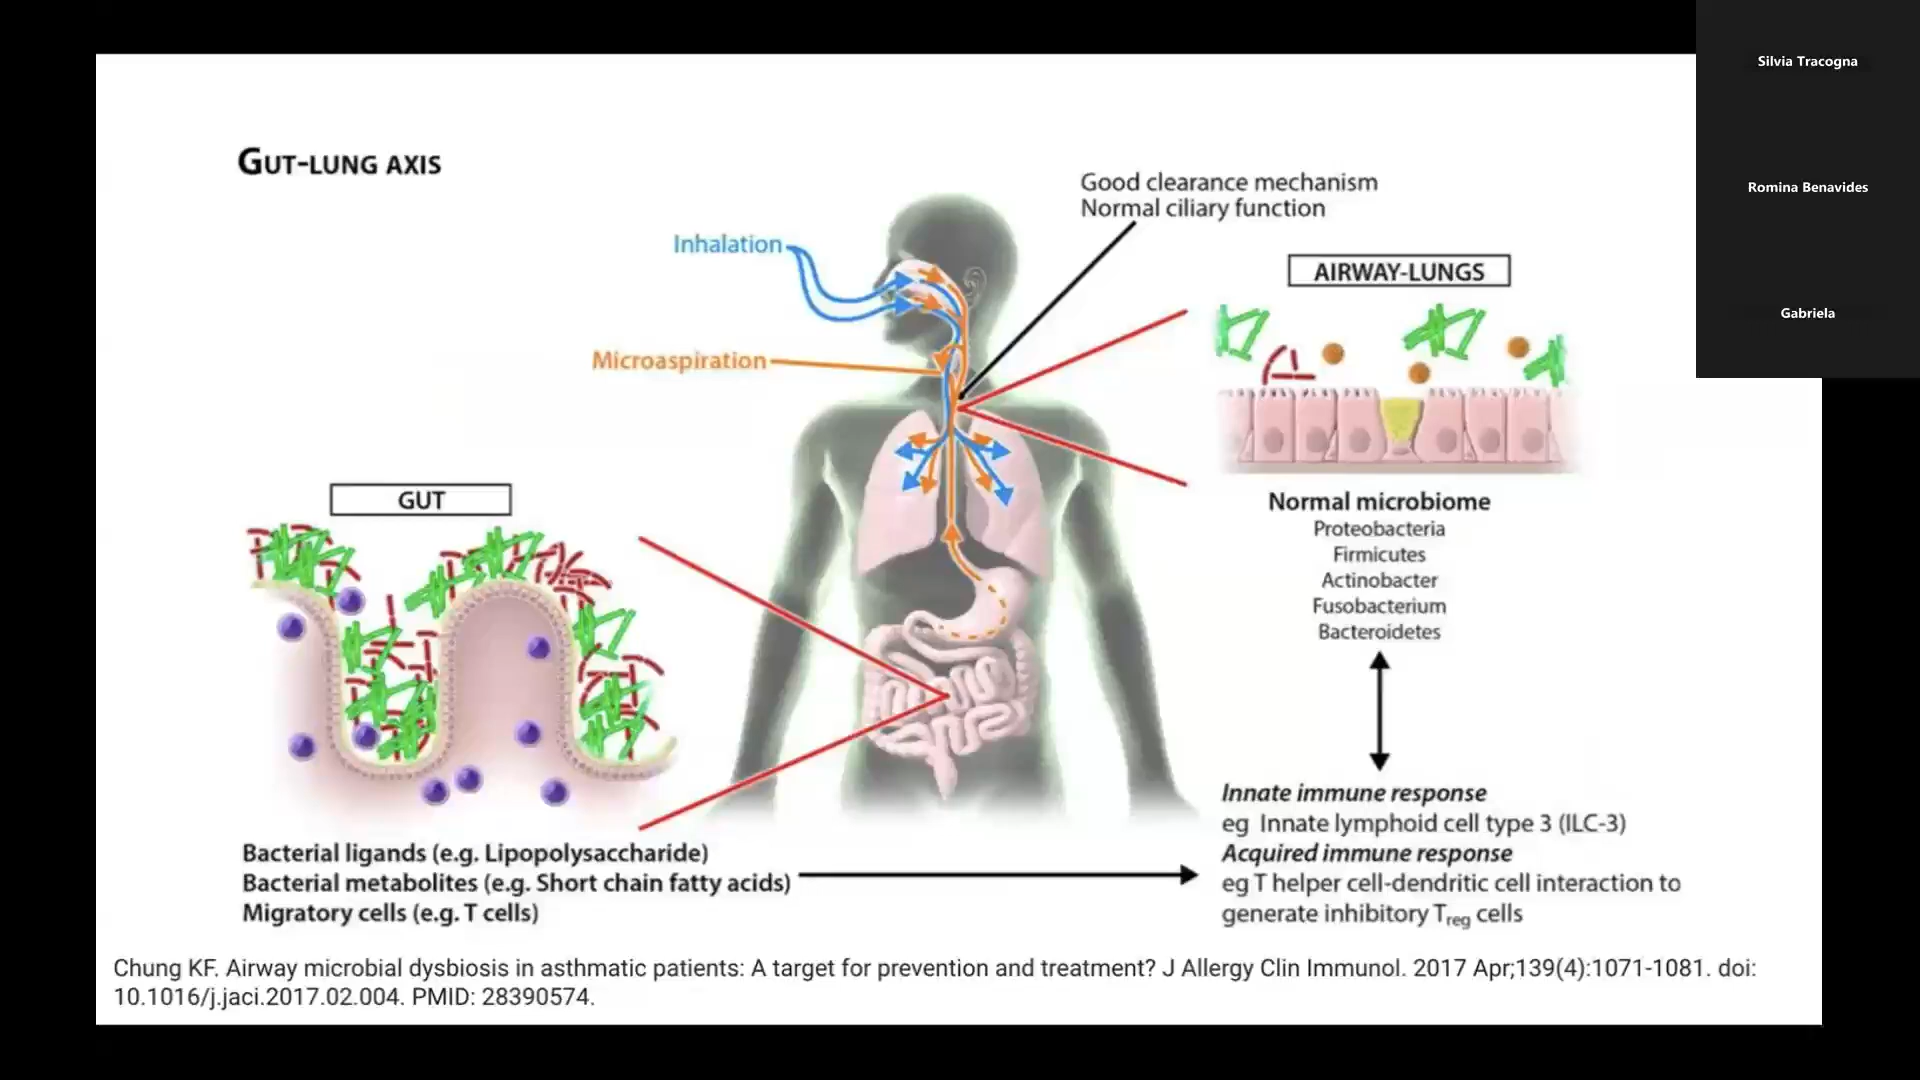 GUT-LUNG AXIS
Inhalation
Microaspiration
Good clearance mechanism
Normal ciliary function
AIRWAY-LUNGS
Normal microbiome
Proteobacteria
Firmicutes
Actinobacter
Fusobacterium
Bacteroidetes
GUT
Bacterial ligands (e.g. Lipopolysaccharide)
Bacterial metabolites (e.g. Short chain fatty acids)
Migratory cells (e.g. T cells)
Innate immune response
eg Innate lymphoid cell type 3 (ILC-3)
Acquired immune response
eg T helper cell-dendritic cell interaction to
generate inhibitory Treg cells
Chung KF. Airway microbial dysbiosis in asthmatic patients: A target for prevention and treatment? J Allergy Clin Immunol. 2017 Apr;139(4):1071-1081. doi:
10.1016/j.jaci.2017.02.004. PMID: 28390574.
Silvia Tracogna
Romina Benavides
Gabriela